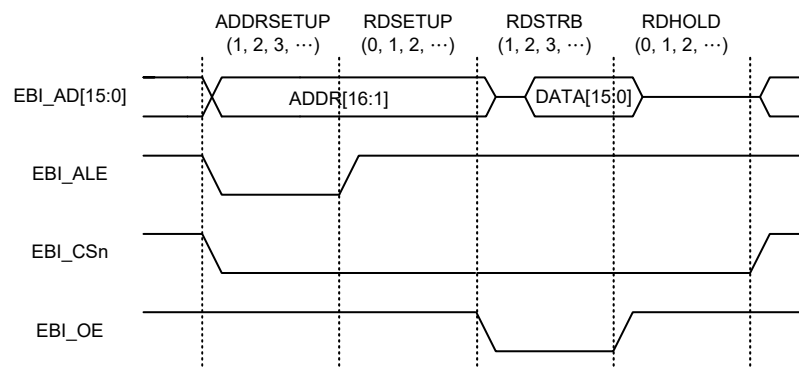 ADDRSETUP RDSETUP RDSTRB RDHOLD
(1, 2, 3, ⋯) (0, 1, 2, ⋯) (1, 2, 3, ⋯) (0, 1, 2, ⋯)
EBI_AD[15:0] ADDR[16:1] DATA[15:0]
EBI_ALE
EBI_CSn
EBI_OE